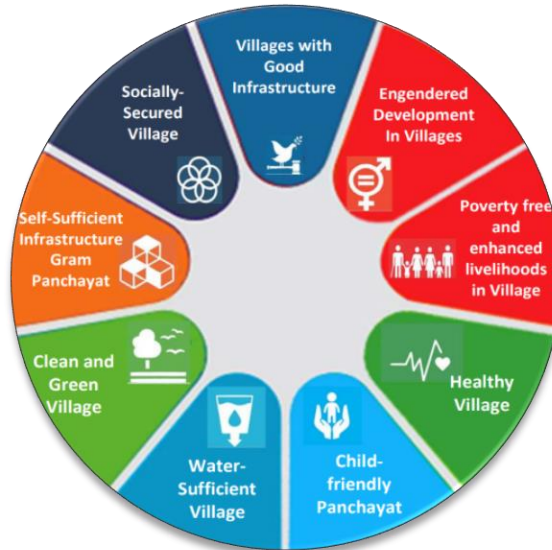 Villages with
Good
Infrastructure
Engendered
Development
In Villages
Poverty free
and
enhanced
livelihoods
in Village
Healthy
Village
Child-
friendly
Panchayat
Water-
Sufficient
Village
Clean and
Green
Village
Self-Sufficient
Infrastructure
Gram
Panchayat
Socially-
Secured
Village